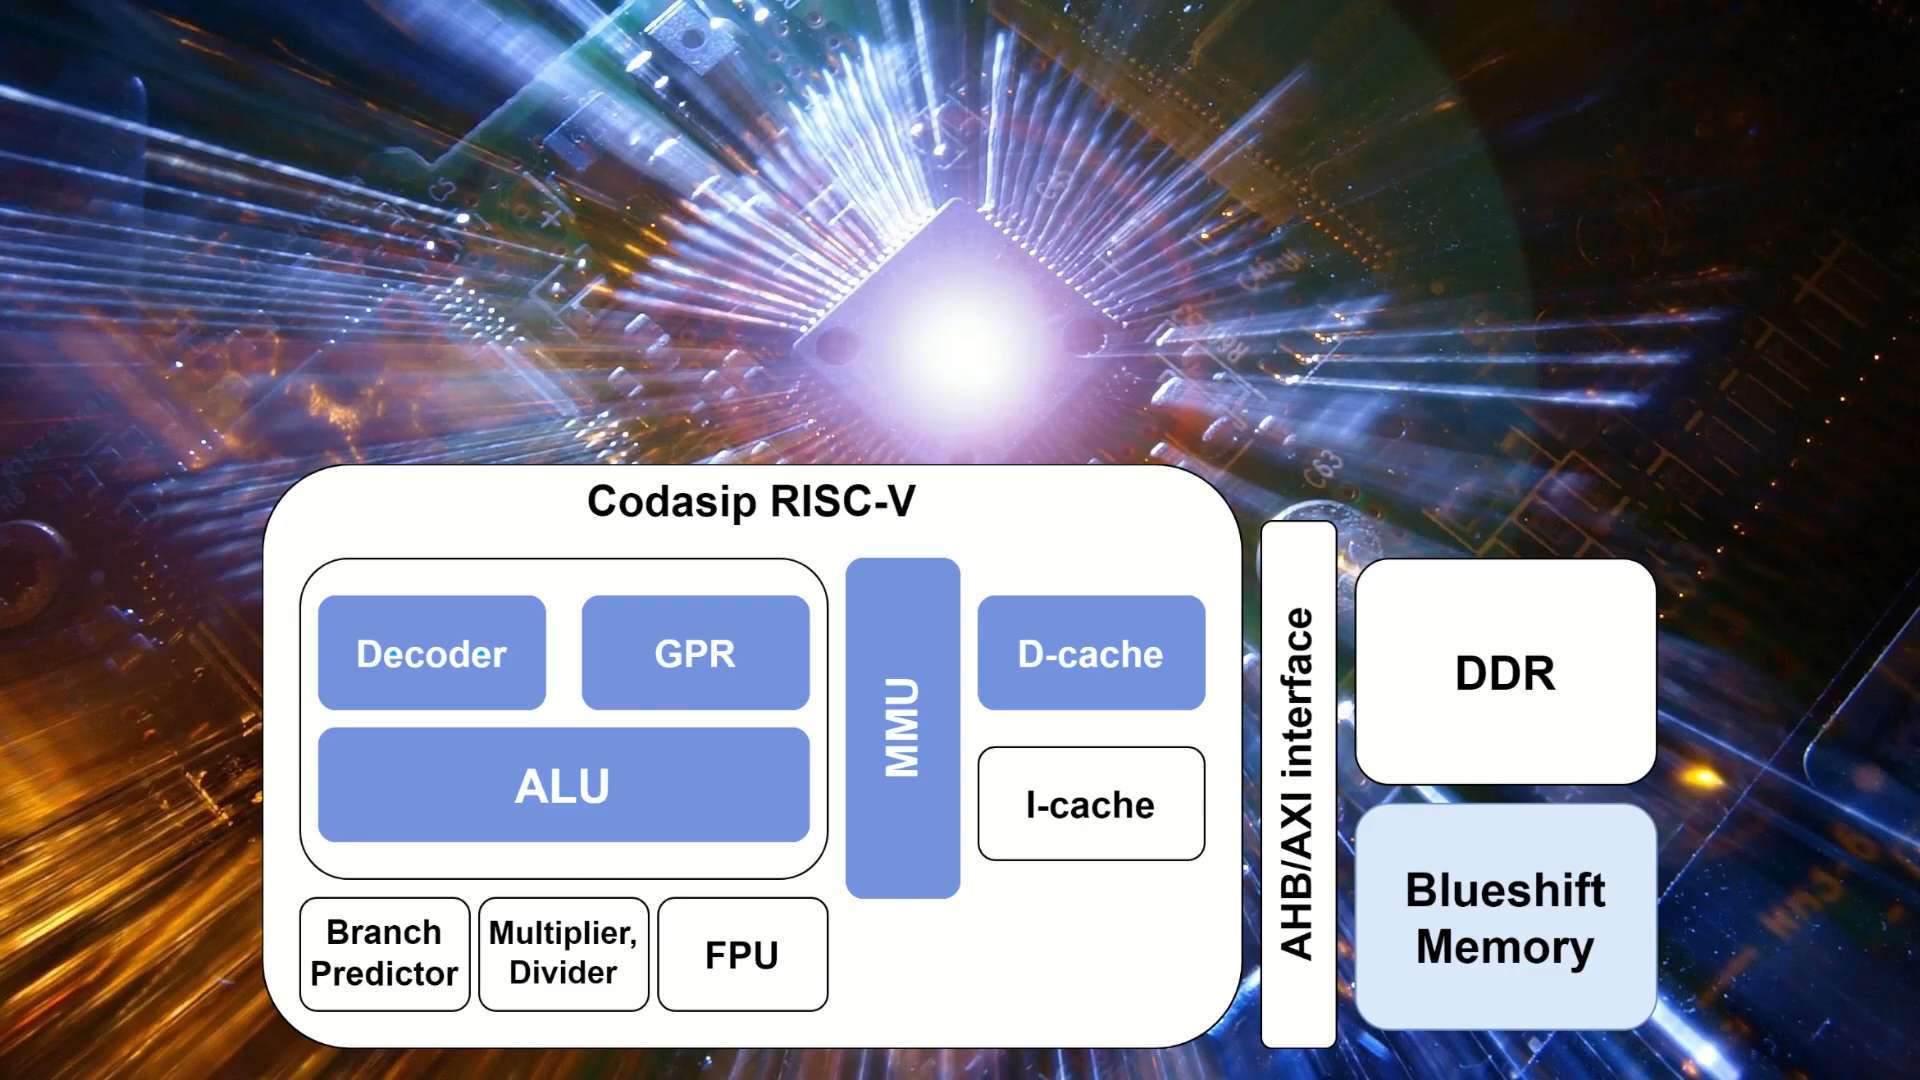 Codasip RISC-V
Decoder
GPR
ALU
MMU
D-cache
I-cache
Branch
Predictor
Multiplier,
Divider
FPU
AHB/AXI interface
DDR
Blueshift
Memory
C63